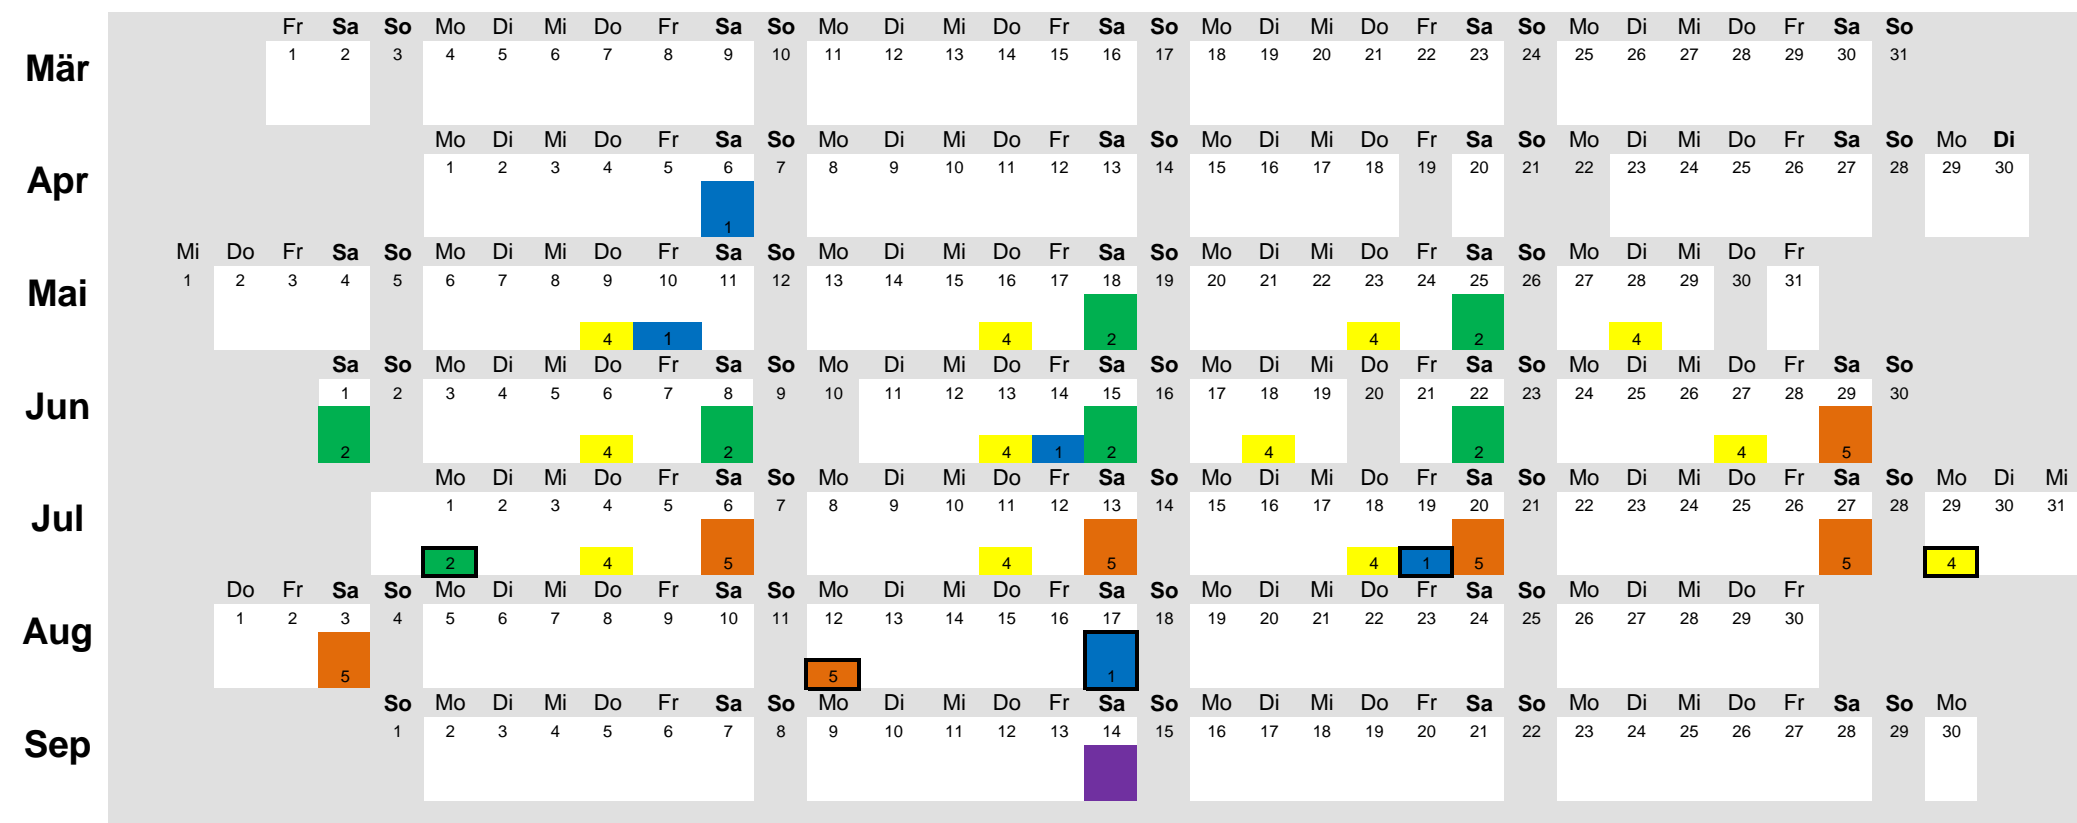 Fr Sa So Mo Di Mi Do Fr Sa So Mo Di Mi Do Fr Sa So Mo Di Mi Do Fr Sa So Mo Di Mi Do Fr Sa So
Mär 1 2 3 4 5 6 7 8 9 10 11 12 13 14 15 16 17 18 19 20 21 22 23 24 25 26 27 28 29 30 31
Mo Di Mi Do Fr Sa So Mo Di Mi Do Fr Sa So Mo Di Mi Do Fr Sa So Mo Di Mi Do Fr Sa So Mo Di
Apr 1 2 3 4 5 6 7 8 9 10 11 12 13 14 15 16 17 18 19 20 21 22 23 24 25 26 27 28 29 30
1
Mi Do Fr Sa So Mo Di Mi Do Fr Sa So Mo Di Mi Do Fr Sa So Mo Di Mi Do Fr Sa So Mo Di Mi Do Fr
Mai 1 2 3 4 5 6 7 8 9 10 11 12 13 14 15 16 17 18 19 20 21 22 23 24 25 26 27 28 29 30 31
4 1 4 2 4 2 4
Sa So Mo Di Mi Do Fr Sa So Mo Di Mi Do Fr Sa So Mo Di Mi Do Fr Sa So Mo Di Mi Do Fr Sa So
Jun 1 2 3 4 5 6 7 8 9 10 11 12 13 14 15 16 17 18 19 20 21 22 23 24 25 26 27 28 29 30
2 4 2 4 1 2 4 2 4 5
Mo Di Mi Do Fr Sa So Mo Di Mi Do Fr Sa So Mo Di Mi Do Fr Sa So Mo Di Mi Do Fr Sa So Mo Di Mi
Jul 1 2 3 4 5 6 7 8 9 10 11 12 13 14 15 16 17 18 19 20 21 22 23 24 25 26 27 28 29 30 31
2 4 5 4 5 4 1 5 5 4
Do Fr Sa So Mo Di Mi Do Fr Sa So Mo Di Mi Do Fr Sa So Mo Di Mi Do Fr Sa So Mo Di Mi Do Fr
Aug 1 2 3 4 5 6 7 8 9 10 11 12 13 14 15 16 17 18 19 20 21 22 23 24 25 26 27 28 29 30
5 5 1
So Mo Di Mi Do Fr Sa So Mo Di Mi Do Fr Sa So Mo Di Mi Do Fr Sa So Mo Di Mi Do Fr Sa So Mo
Sep 1 2 3 4 5 6 7 8 9 10 11 12 13 14 15 16 17 18 19 20 21 22 23 24 25 26 27 28 29 30